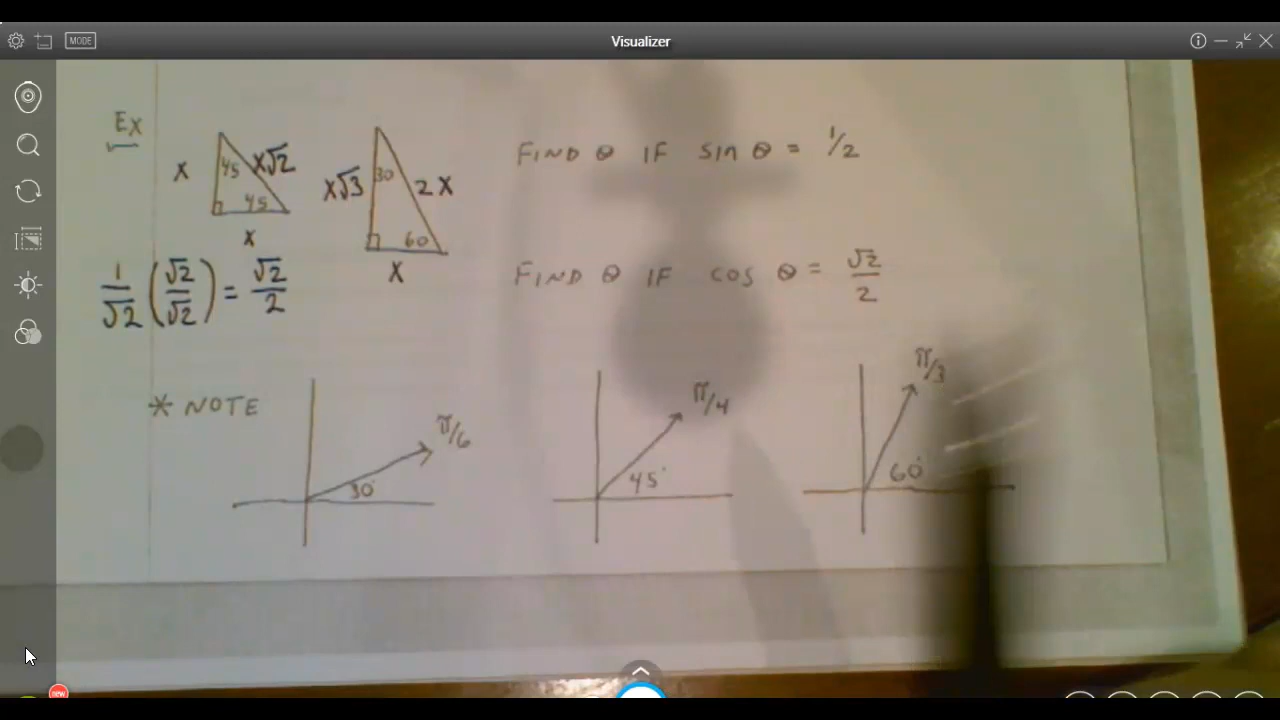 MODE
Visualizer
Ex
x 45 x√2 45 x
x√3 30 2x 60 x
FIND θ IF sin θ = 1/2
1/√2 (√2/√2) = √2/2
FIND θ IF cos θ = √2/2
* NOTE
π/6 30°
π/4 45°
π/3 60°
new